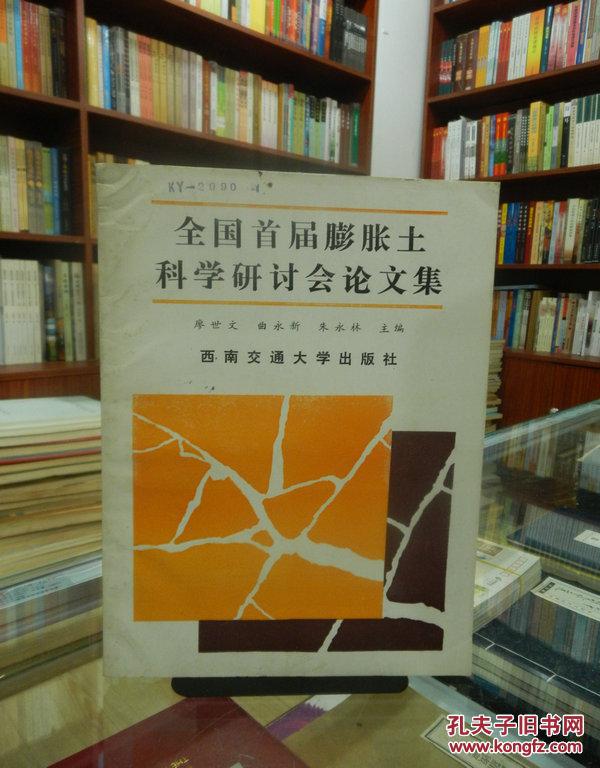 KY-2090
全国首届膨胀土
科学研讨会论文集
廖世文 曲永新 朱永林 主编
西南交通大学出版社
THE
孔夫子旧书网
www.kongfz.com